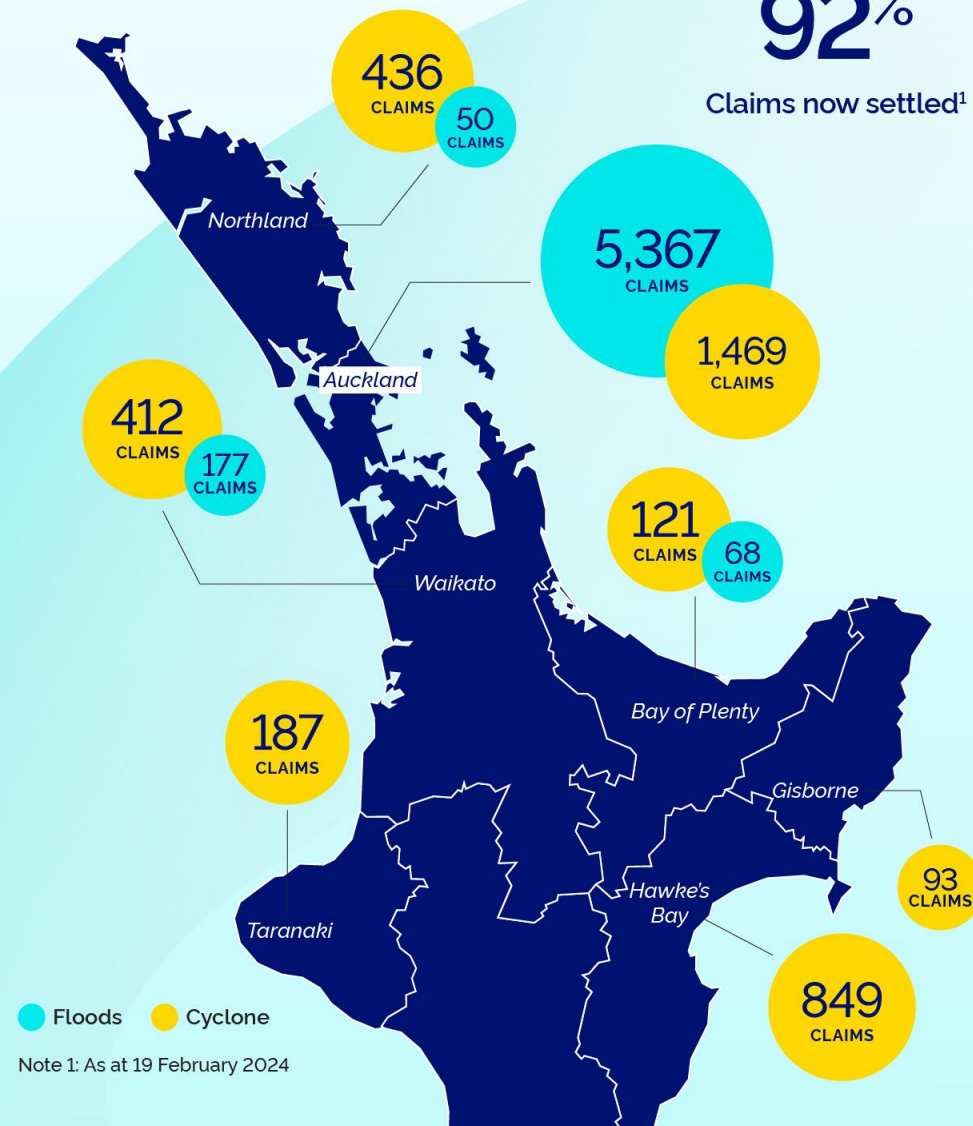 92%
Claims now settled¹
436
CLAIMS
50
CLAIMS
Northland
5,367
CLAIMS
1,469
CLAIMS
Auckland
412
CLAIMS
177
CLAIMS
121
CLAIMS
68
CLAIMS
Waikato
187
CLAIMS
Bay of Plenty
Gisborne
93
CLAIMS
Hawke's
Bay
Taranaki
849
CLAIMS
Floods
Cyclone
Note 1: As at 19 February 2024